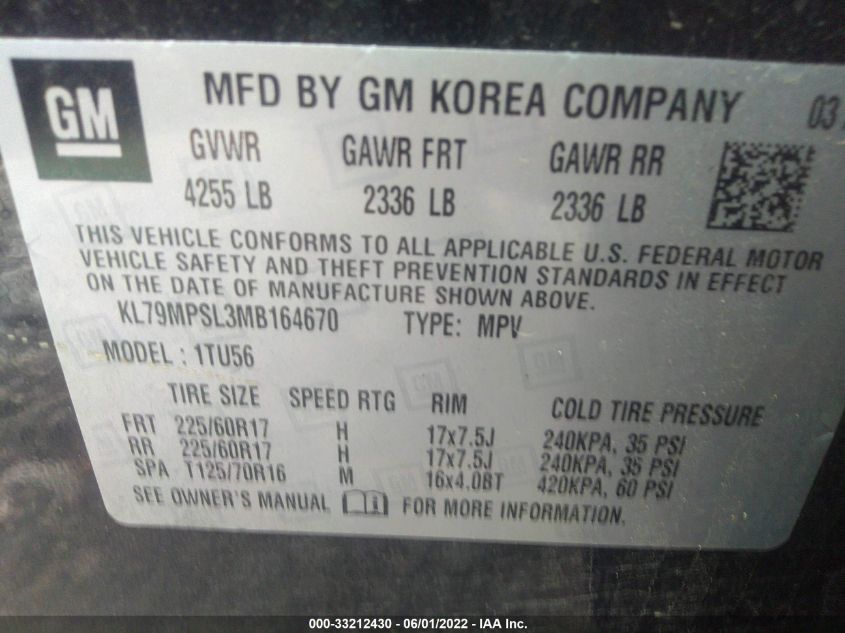 GM
MFD BY GM KOREA COMPANY 03
GVWR GAWR FRT GAWR RR
4255 LB 2336 LB 2336 LB
THIS VEHICLE CONFORMS TO ALL APPLICABLE U.S. FEDERAL MOTOR
VEHICLE SAFETY AND THEFT PREVENTION STANDARDS IN EFFECT
ON THE DATE OF MANUFACTURE SHOWN ABOVE.
KL79MPSL3MB164670 TYPE: MPV
MODEL : 1TU56
TIRE SIZE SPEED RTG RIM COLD TIRE PRESSURE
FRT 225/60R17 H 17x7.5J 240KPA, 35 PSI
RR 225/60R17 H 17x7.5J 240KPA, 35 PSI
SPA T125/70R16 M 16x4.0BT 420KPA, 60 PSI
SEE OWNER'S MANUAL FOR MORE INFORMATION.
000-33212430 - 06/01/2022 - IAA Inc.